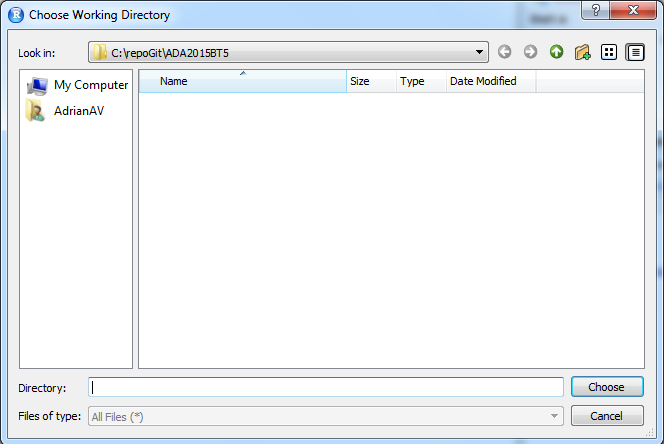 Choose Working Directory
Look in: C:\repoGit\ADA2015BT5
My Computer
AdrianAV
Name Size Type Date Modified
Directory: Choose
Files of type: All Files (*) Cancel